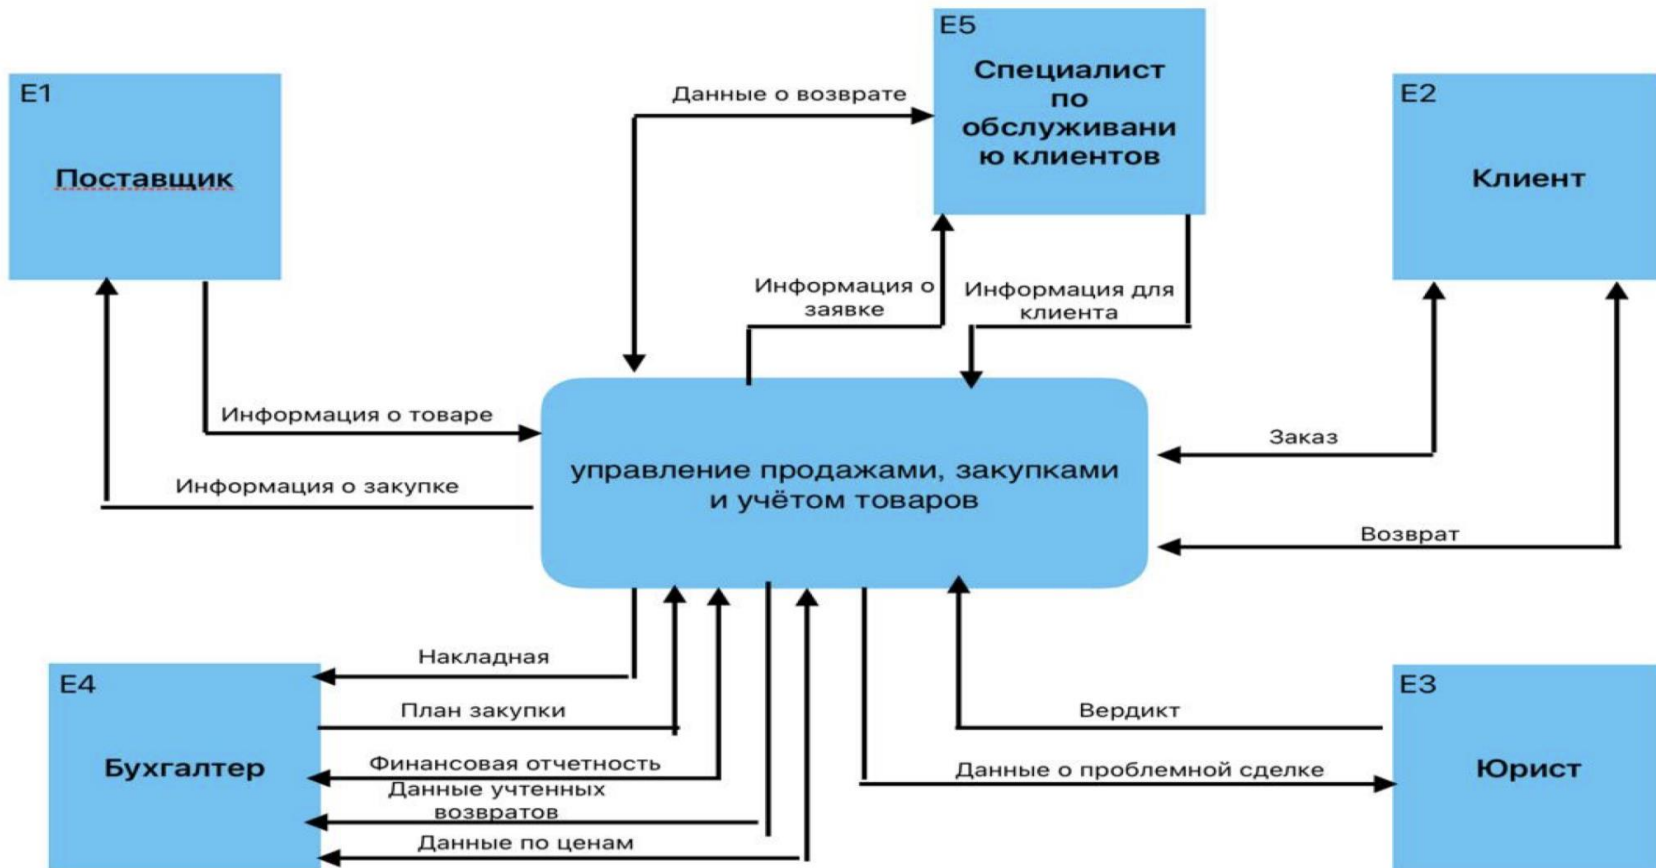 E5
Специалист
по
обслуживани
ю клиентов
E1
Поставщик
Данные о возврате
E2
Клиент
Информация о
заявке
Информация для
клиента
Информация о товаре
Заказ
управление продажами, закупками
и учётом товаров
Информация о закупке
Возврат
Накладная
E4
Бухгалтер
План закупки
Вердикт
E3
Юрист
Финансовая отчетность
Данные о проблемной сделке
Данные учтенных
возвратов
Данные по ценам